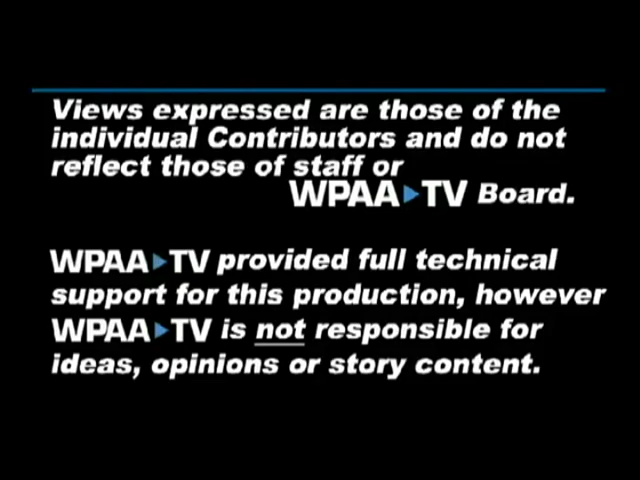 Views expressed are those of the
individual Contributors and do not
reflect those of staff or
WPAA▶TV Board.
WPAA▶TV provided full technical
support for this production, however
WPAA▶TV is not responsible for
ideas, opinions or story content.